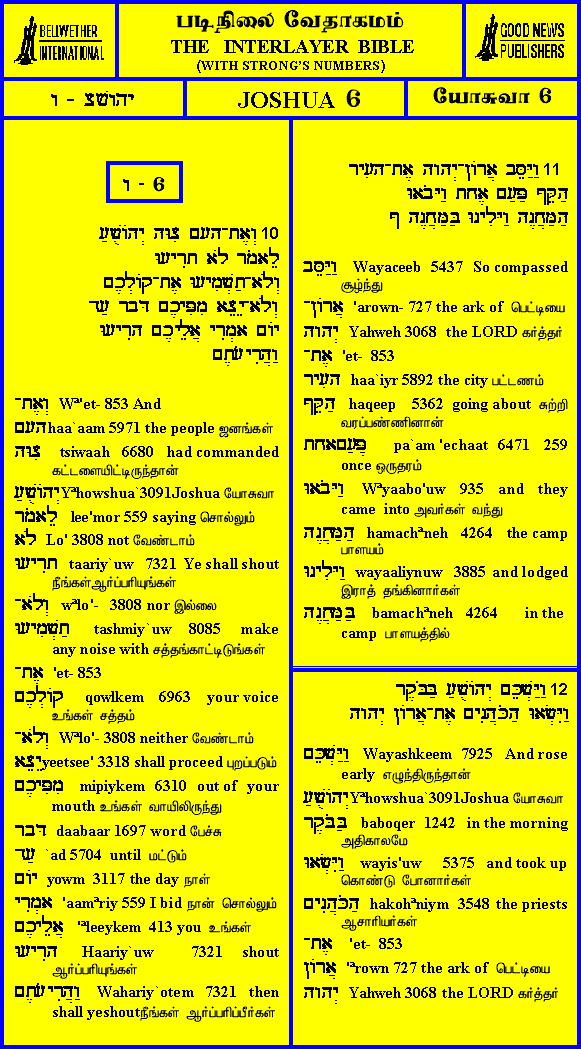 BELLWETHER
INTERNATIONAL
படிநிலை வேதாகமம்
THE INTERLAYER BIBLE
(WITH STRONG'S NUMBERS)
GOOD NEWS
PUBLISHERS
JOSHUA 6
யோசுவா 6
ו - 6
10 וְאֶת־הָעָם צִוָּה יְהוֹשֻׁעַ
לֵאמֹר לֹא תָרִיעוּ
וְלֹא־תַשְׁמִיעוּ אֶת־קוֹלְכֶם
וְלֹא־יֵצֵא מִפִּיכֶם דָּבָר עַד
יוֹם אָמְרִי אֲלֵיכֶם הָרִיעוּ
וַהֲרִיעֹתֶם
וְאֶת־ Wª'et- 853 And
הָעָם haa`aam 5971 the people ஜனங்கள்
צִוָּה tsiwaah 6680 had commanded
கட்டளையிட்டிருந்தான்
יְהוֹשֻׁעַ Yªhowshua` 3091 Joshua யோசுவா
לֵאמֹר lee'mor 559 saying சொல்லும்
לֹא Lo' 3808 not வேண்டாம்
תָרִיעוּ taariy`uw 7321 Ye shall shout
நீங்கள் ஆர்ப்பரியுங்கள்
וְלֹא־ wªlo'- 3808 nor இல்லை
תַשְׁמִיעוּ tashmiy`uw 8085 make
any noise with சத்தங்காட்டிடுங்கள்
אֶת־ 'et- 853
קוֹלְכֶם qowlkem 6963 your voice
உங்கள் சத்தம்
וְלֹא־ Wªlo'- 3808 neither வேண்டாம்
יֵצֵא yeetsee' 3318 shall proceed புறப்படும்
מִפִּיכֶם mipiykem 6310 out of your
mouth உங்கள் வாயிலிருந்து
דָּבָר daabaar 1697 word பேச்சு
עַד `ad 5704 until மட்டும்
יוֹם yowm 3117 the day நாள்
אָמְרִי 'aamªriy 559 I bid நான் சொல்லும்
אֲלֵיכֶם 'ªleeykem 413 you உங்கள்
הָרִיעוּ Haariy`uw 7321 shout
ஆர்ப்பரியுங்கள்
וַהֲרִיעֹתֶם Wahariy`otem 7321 then
shall yeshout நீங்கள் ஆர்ப்பரிப்பீர்கள்
11 וַיַּסֵּב אֲרוֹן־יְהוָה אֶת־הָעִיר
הַקֵּף פַּעַם אֶחָת וַיָּבֹאוּ
הַמַּחֲנֶה וַיָּלִינוּ בַּמַּחֲנֶה ף
וַיַּסֵּב Wayaceeb 5437 So compassed
சூழ்ந்து
אֲרוֹן־ 'arown- 727 the ark of பெட்டியை
יְהוָה Yahweh 3068 the LORD கர்த்தர்
אֶת־ 'et- 853
הָעִיר haa`iyr 5892 the city பட்டணம்
הַקֵּף haqeep 5362 going about சுற்றி
வரப்பண்ணினான்
פַּעַם אֶחָת pa`am 'echaat 6471 259
once ஒருதரம்
וַיָּבֹאוּ Wªyaabo'uw 935 and they
came into அவர்கள் வந்து
הַמַּחֲנֶה hamachªneh 4264 the camp
பாளயம்
וַיָּלִינוּ wayaaliynuw 3885 and lodged
இராத் தங்கினார்கள்
בַּמַּחֲנֶה bamachªneh 4264 in the
camp பாளயத்தில்
12 וַיַּשְׁכֵּם יְהוֹשֻׁעַ בַּבֹּקֶר
וַיִּשְׂאוּ הַכֹּהֲנִים אֶת־אֲרוֹן יְהוָה
וַיַּשְׁכֵּם Wayashkeem 7925 And rose
early எழுந்திருந்தான்
יְהוֹשֻׁעַ Yªhowshua` 3091 Joshua யோசுவா
בַּבֹּקֶר baboqer 1242 in the morning
அதிகாலமே
וַיִּשְׂאוּ wayis'uw 5375 and took up
கொண்டு போனார்கள்
הַכֹּהֲנִים hakohªniym 3548 the priests
ஆசாரியர்கள்
אֶת־ 'et- 853
אֲרוֹן 'ªrown 727 the ark of பெட்டியை
יְהוָה Yahweh 3068 the LORD கர்த்தர்